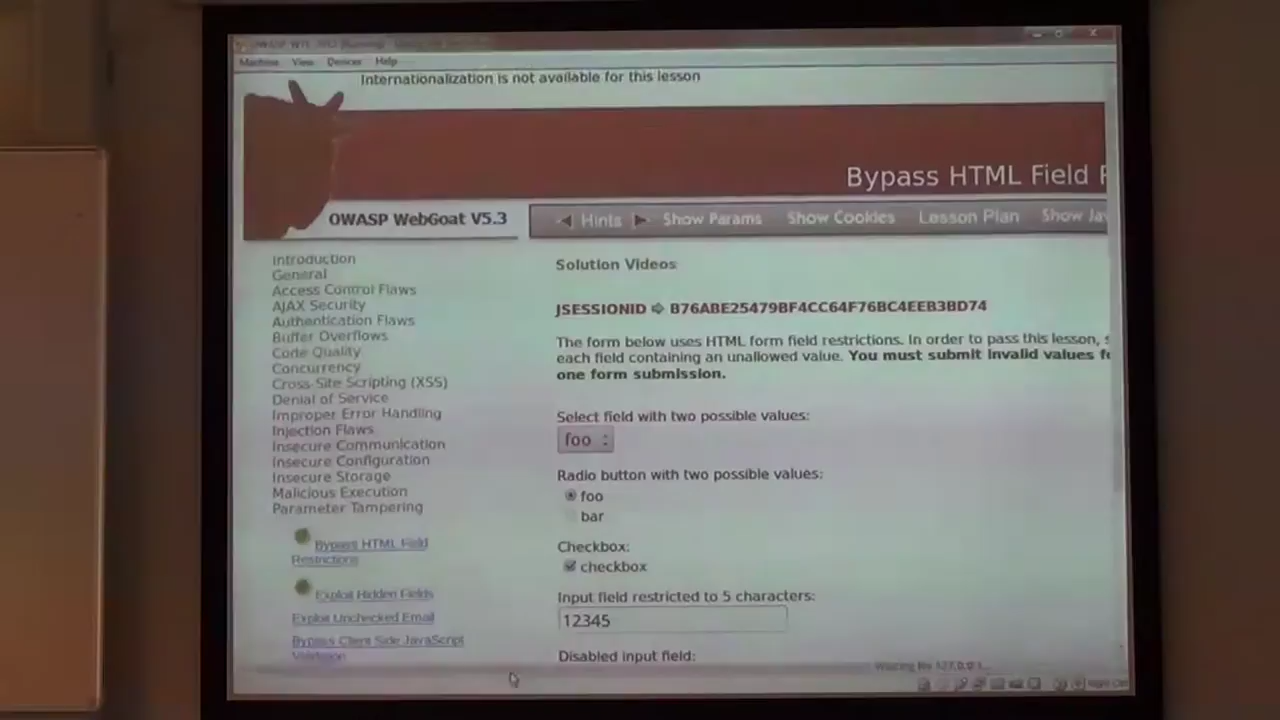 Machine View Devices Help
Internationalization is not available for this lesson
Bypass HTML Field
OWASP WebGoat V5.3
Hints Show Params Show Cookies Lesson Plan Show Jav
Introduction
General
Access Control Flaws
AJAX Security
Authentication Flaws
Buffer Overflows
Code Quality
Concurrency
Cross-Site Scripting (XSS)
Denial of Service
Improper Error Handling
Injection Flaws
Insecure Communication
Insecure Configuration
Insecure Storage
Malicious Execution
Parameter Tampering
Bypass HTML Field
Restrictions
Exploit Hidden Fields
Exploit Unchecked Email
Bypass Client Side JavaScript
Validation
Solution Videos
JSESSIONID ⇨ B76ABE25479BF4CC64F76BC4EEB3BD74
The form below uses HTML form field restrictions. In order to pass this lesson,
each field containing an unallowed value. You must submit invalid values
one form submission.
Select field with two possible values:
foo
Radio button with two possible values:
foo
bar
Checkbox:
checkbox
Input field restricted to 5 characters:
12345
Disabled input field: